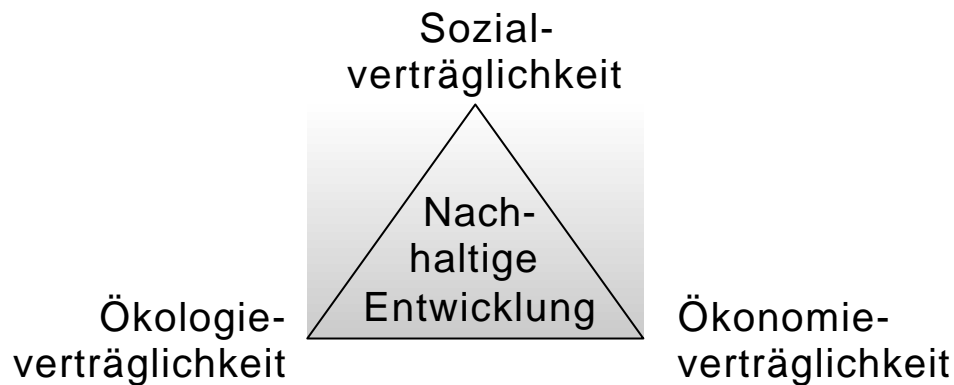 Sozial-
verträglichkeit
Nach-
haltige
Entwicklung
Ökologie-
verträglichkeit
Ökonomie-
verträglichkeit